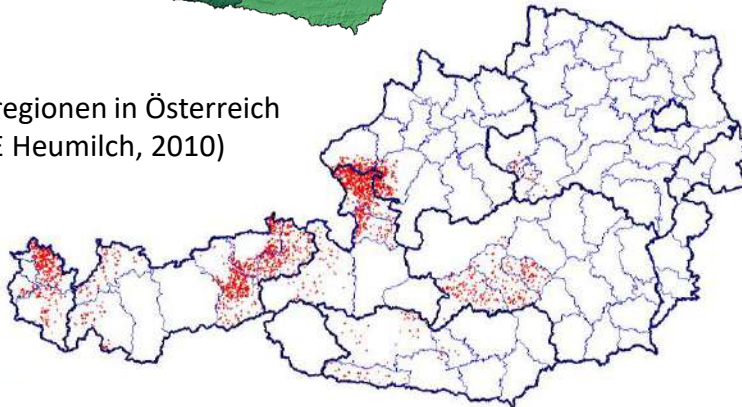 regionen in Österreich
E Heumilch, 2010)